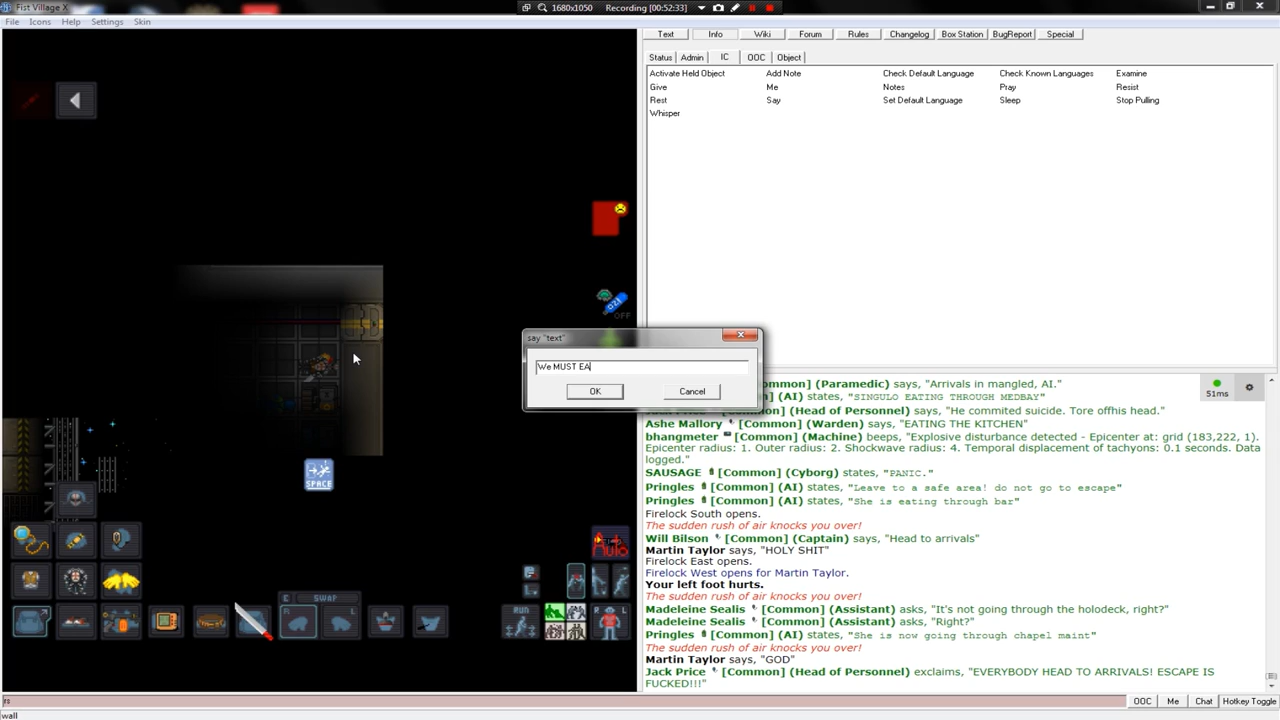 Fist Village X
1680x1050 Recording [00:52:33]
File Icons Help Settings Skin
Text Info Wiki Forum Rules Changelog Box Station BugReport Special
Status Admin IC OOC Object
Activate Held Object Add Note Check Default Language Check Known Languages Examine
Give Me Notes Pray Resist
Rest Say Set Default Language Sleep Stop Pulling
Whisper
OFF
say "text"
We MUST EA
OK Cancel
51ms
[Common] (Paramedic) says, "Arrivals in mangled, AI."
[Common] (AI) states, "SINGULO EATING THROUGH MEDBAY"
[Common] (Head of Personnel) says, "He commited suicide. Tore offhis head."
Ashe Mallory [Common] (Warden) says, "EATING THE KITCHEN"
bhangmeter [Common] (Machine) beeps, "Explosive disturbance detected - Epicenter at: grid (183,222, 1).
Epicenter radius: 1. Outer radius: 2. Shockwave radius: 4. Temporal displacement of tachyons: 0.1 seconds. Data
logged."
SAUSAGE [Common] (Cyborg) states, "PANIC."
Pringles [Common] (AI) states, "Leave to a safe area! do not go to escape"
Pringles [Common] (AI) states, "She is eating through bar"
Firelock South opens.
The sudden rush of air knocks you over!
Will Bilson [Common] (Captain) says, "Head to arrivals"
Martin Taylor says, "HOLY SHIT"
Firelock East opens.
Firelock West opens for Martin Taylor.
Your left foot hurts.
The sudden rush of air knocks you over!
Madeleine Sealis [Common] (Assistant) asks, "It's not going through the holodeck, right?"
Madeleine Sealis [Common] (Assistant) asks, "Right?"
Pringles [Common] (AI) states, "She is now going through chapel maint"
The sudden rush of air knocks you over!
Martin Taylor says, "GOD"
Jack Price [Common] (Head of Personnel) exclaims, "EVERYBODY HEAD TO ARRIVALS! ESCAPE IS
FUCKED!!!"
SPACE
Auto
SWAP
R L
RUN
R L
OOC Me Chat Hotkey Toggle
wall